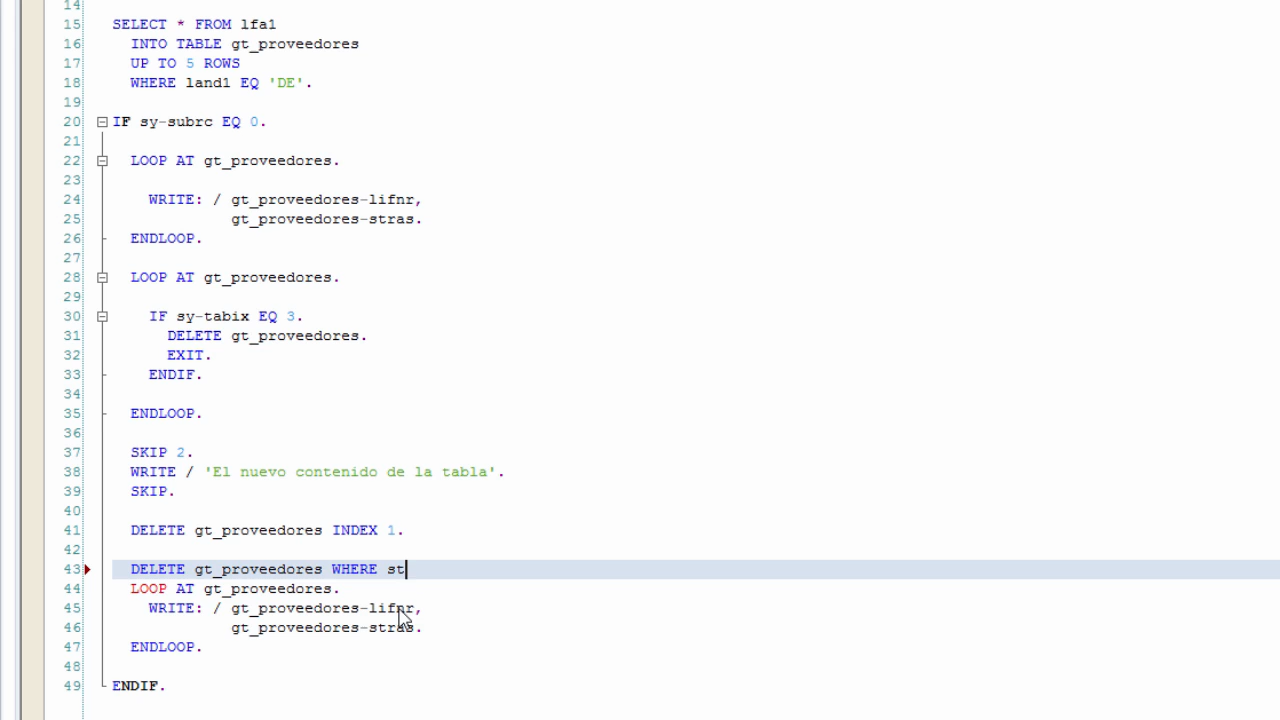 14
15 SELECT * FROM lfa1
16 INTO TABLE gt_proveedores
17 UP TO 5 ROWS
18 WHERE land1 EQ 'DE'.
19
20 IF sy-subrc EQ 0.
21
22 LOOP AT gt_proveedores.
23
24 WRITE: / gt_proveedores-lifnr,
25 gt_proveedores-stras.
26 ENDLOOP.
27
28 LOOP AT gt_proveedores.
29
30 IF sy-tabix EQ 3.
31 DELETE gt_proveedores.
32 EXIT.
33 ENDIF.
34
35 ENDLOOP.
36
37 SKIP 2.
38 WRITE / 'El nuevo contenido de la tabla'.
39 SKIP.
40
41 DELETE gt_proveedores INDEX 1.
42
43 DELETE gt_proveedores WHERE st
44 LOOP AT gt_proveedores.
45 WRITE: / gt_proveedores-lifnr,
46 gt_proveedores-stras.
47 ENDLOOP.
48
49 ENDIF.